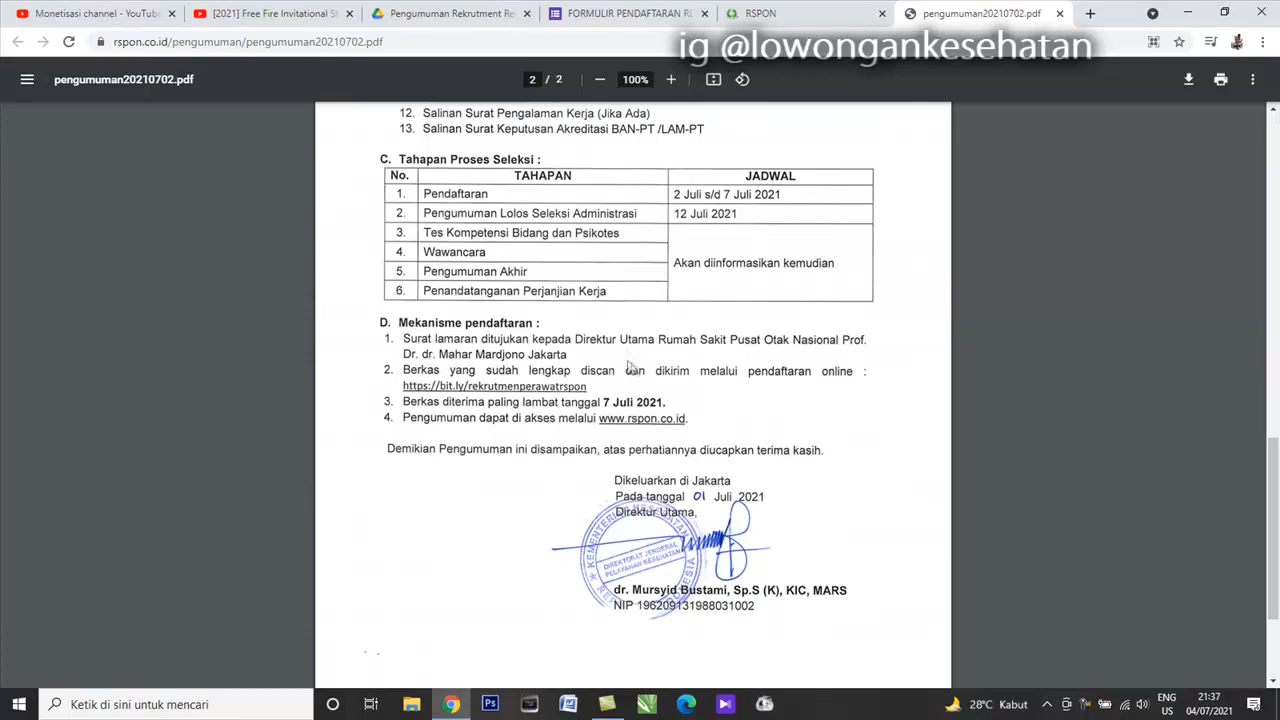 Monetisasi channel - YouTube
[2021] Free Fire Invitational S
Pengumuman Rekrutment Re
FORMULIR PENDAFTARAN RE
RSPON
pengumuman20210702.pdf
rspon.co.id/pengumuman/pengumuman20210702.pdf
ig @lowongankesehatan
pengumuman20210702.pdf
2 / 2
100%
12. Salinan Surat Pengalaman Kerja (Jika Ada)
13. Salinan Surat Keputusan Akreditasi BAN-PT /LAM-PT
C. Tahapan Proses Seleksi :
No. TAHAPAN JADWAL
1. Pendaftaran 2 Juli s/d 7 Juli 2021
2. Pengumuman Lolos Seleksi Administrasi 12 Juli 2021
3. Tes Kompetensi Bidang dan Psikotes
4. Wawancara
Akan diinformasikan kemudian
5. Pengumuman Akhir
6. Penandatanganan Perjanjian Kerja
D. Mekanisme pendaftaran :
1. Surat lamaran ditujukan kepada Direktur Utama Rumah Sakit Pusat Otak Nasional Prof.
Dr. dr. Mahar Mardjono Jakarta
2. Berkas yang sudah lengkap discan dan dikirim melalui pendaftaran online :
https://bit.ly/rekrutmenperawatrspon
3. Berkas diterima paling lambat tanggal 7 Juli 2021.
4. Pengumuman dapat di akses melalui www.rspon.co.id.
Demikian Pengumuman ini disampaikan, atas perhatiannya diucapkan terima kasih.
Dikeluarkan di Jakarta
Pada tanggal 01 Juli 2021
Direktur Utama,
KEMENTERIAN KESEHATAN
DIREKTORAT JENDERAL
PELAYANAN KESEHATAN
dr. Mursyid Bustami, Sp.S (K), KIC, MARS
NIP 196209131988031002
Ketik di sini untuk mencari
28°C Kabut
ENG
US
21:37
04/07/2021